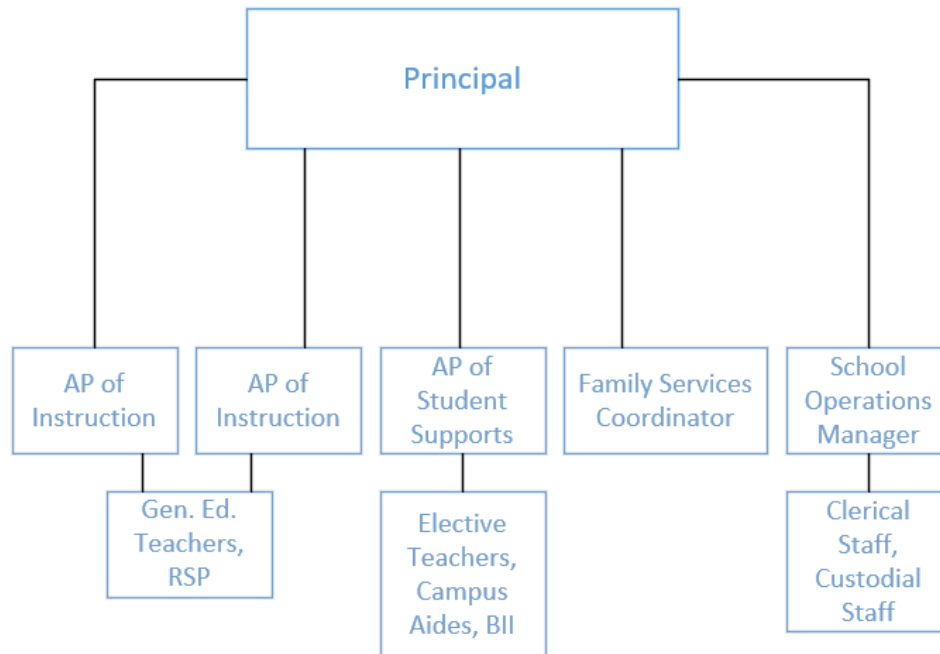 Principal
AP of
Instruction
AP of
Instruction
AP of
Student
Supports
Family Services
Coordinator
School
Operations
Manager
Gen. Ed.
Teachers,
RSP
Elective
Teachers,
Campus
Aides, BII
Clerical
Staff,
Custodial
Staff